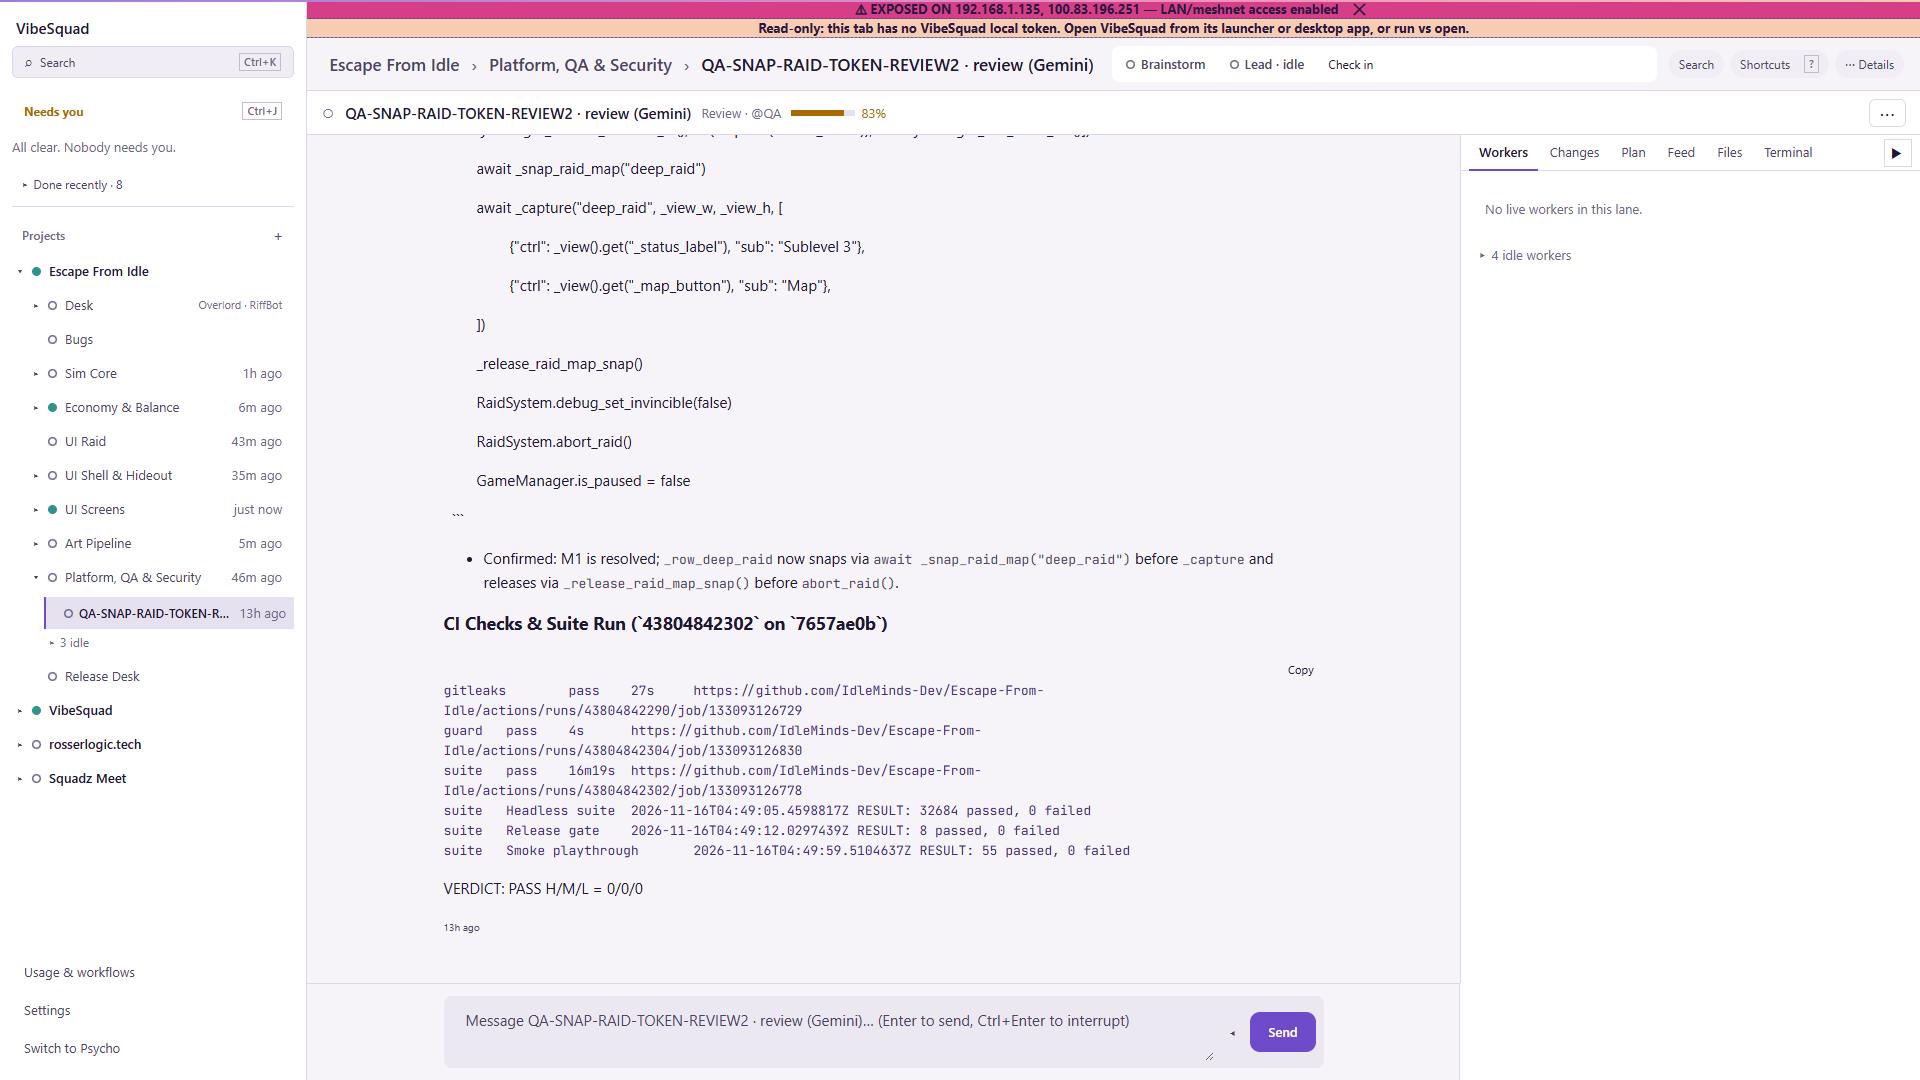 ⚠ EXPOSED ON 192.168.1.135, 100.83.196.251 — LAN/meshnet access enabled
Read-only: this tab has no VibeSquad local token. Open VibeSquad from its launcher or desktop app, or run vs open.
VibeSquad
Search Ctrl+K
Needs you Ctrl+J
All clear. Nobody needs you.
Done recently · 8
Projects +
Escape From Idle
Desk Overlord · RiffBot
Bugs
Sim Core 1h ago
Economy & Balance 6m ago
UI Raid 43m ago
UI Shell & Hideout 35m ago
UI Screens just now
Art Pipeline 5m ago
Platform, QA & Security 46m ago
QA-SNAP-RAID-TOKEN-R... 13h ago
3 idle
Release Desk
VibeSquad
rosserlogic.tech
Squadz Meet
Usage & workflows
Settings
Switch to Psycho
Escape From Idle › Platform, QA & Security › QA-SNAP-RAID-TOKEN-REVIEW2 · review (Gemini)
Brainstorm Lead · idle Check in
Search Shortcuts ? ··· Details
QA-SNAP-RAID-TOKEN-REVIEW2 · review (Gemini) Review · @QA 83%
await _snap_raid_map("deep_raid")
await _capture("deep_raid", _view_w, _view_h, [
{"ctrl": _view().get("_status_label"), "sub": "Sublevel 3"},
{"ctrl": _view().get("_map_button"), "sub": "Map"},
])
_release_raid_map_snap()
RaidSystem.debug_set_invincible(false)
RaidSystem.abort_raid()
GameManager.is_paused = false
```
• Confirmed: M1 is resolved; _row_deep_raid now snaps via await _snap_raid_map("deep_raid") before _capture and
releases via _release_raid_map_snap() before abort_raid().
CI Checks & Suite Run (`43804842302` on `7657ae0b`)
Copy
gitleaks pass 27s https://github.com/IdleMinds-Dev/Escape-From-
Idle/actions/runs/43804842290/job/133093126729
guard pass 4s https://github.com/IdleMinds-Dev/Escape-From-
Idle/actions/runs/43804842304/job/133093126830
suite pass 16m19s https://github.com/IdleMinds-Dev/Escape-From-
Idle/actions/runs/43804842302/job/133093126778
suite Headless suite 2026-11-16T04:49:05.4598817Z RESULT: 32684 passed, 0 failed
suite Release gate 2026-11-16T04:49:12.0297439Z RESULT: 8 passed, 0 failed
suite Smoke playthrough 2026-11-16T04:49:59.5104637Z RESULT: 55 passed, 0 failed
VERDICT: PASS H/M/L = 0/0/0
13h ago
Message QA-SNAP-RAID-TOKEN-REVIEW2 · review (Gemini)... (Enter to send, Ctrl+Enter to interrupt)
Send
Workers Changes Plan Feed Files Terminal
No live workers in this lane.
4 idle workers